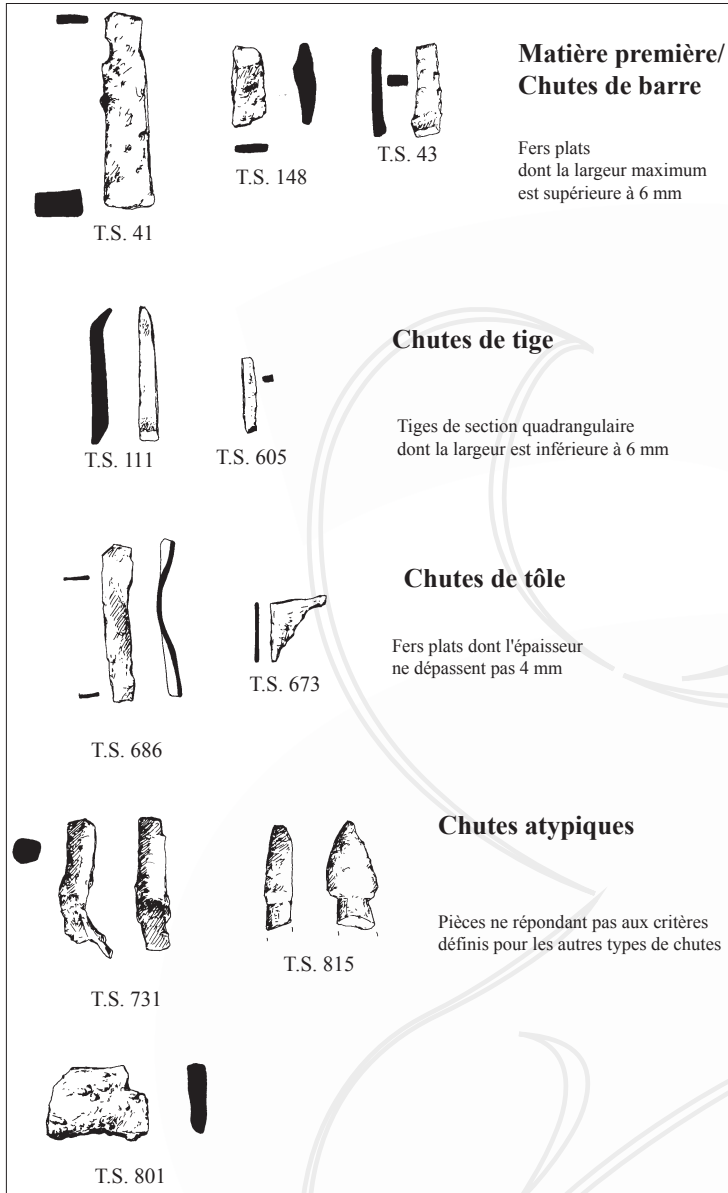 Matière première/
Chutes de barre
Fers plats
dont la largeur maximum
est supérieure à 6 mm
T.S. 41
T.S. 148
T.S. 43
Chutes de tige
Tiges de section quadrangulaire
dont la largeur est inférieure à 6 mm
T.S. 111
T.S. 605
Chutes de tôle
Fers plats dont l'épaisseur
ne dépassent pas 4 mm
T.S. 686
T.S. 673
Chutes atypiques
Pièces ne répondant pas aux critères
définis pour les autres types de chutes
T.S. 731
T.S. 815
T.S. 801